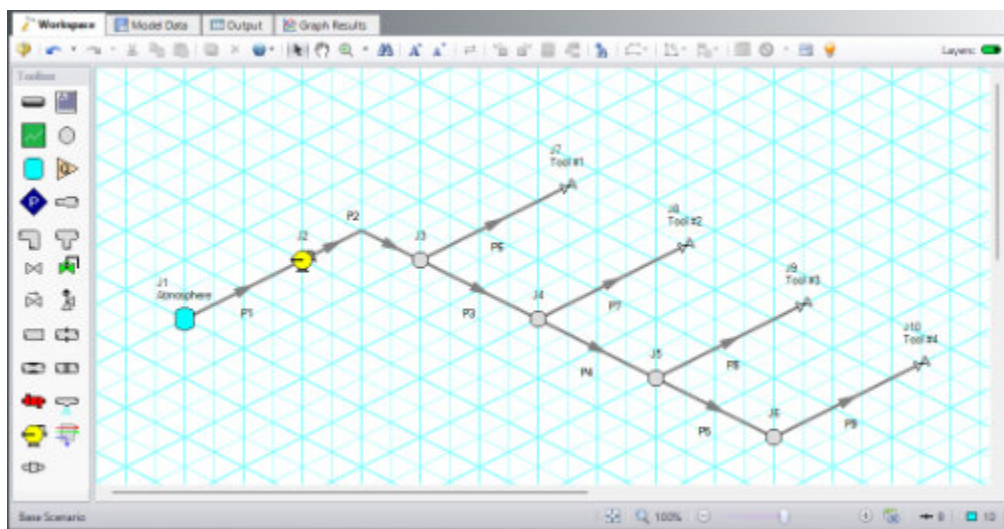 Workspace
Model Data
Output
Graph Results
Layers:
Toolbox
J7
Tool #1
J8
Tool #2
P2
J2
J3
P6
J9
Tool #3
J1
Atmosphere
P1
P3
J4
P7
J10
Tool #4
P4
J5
P8
P5
J6
P9
Base Scenario
100%
10